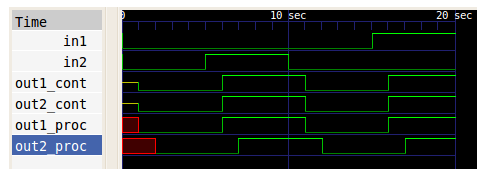 Time
0 10 sec 20 sec
in1
in2
out1_cont
out2_cont
out1_proc
out2_proc